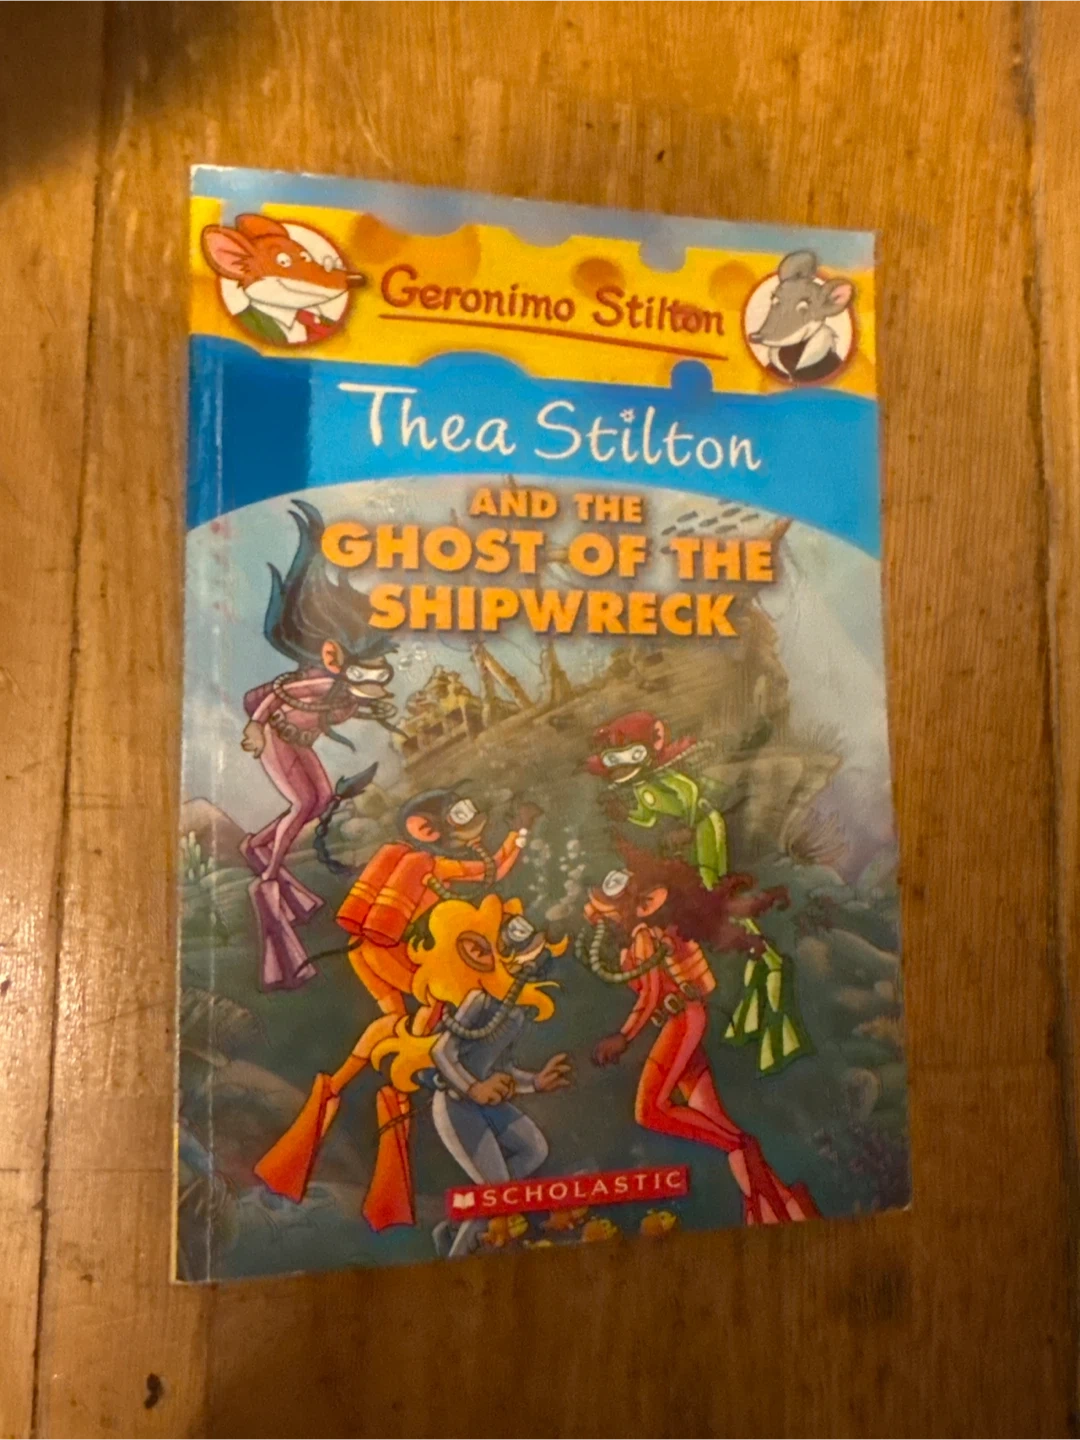 Geronimo Stilton
Thea Stilton
AND THE
GHOST OF THE
SHIPWRECK
SCHOLASTIC